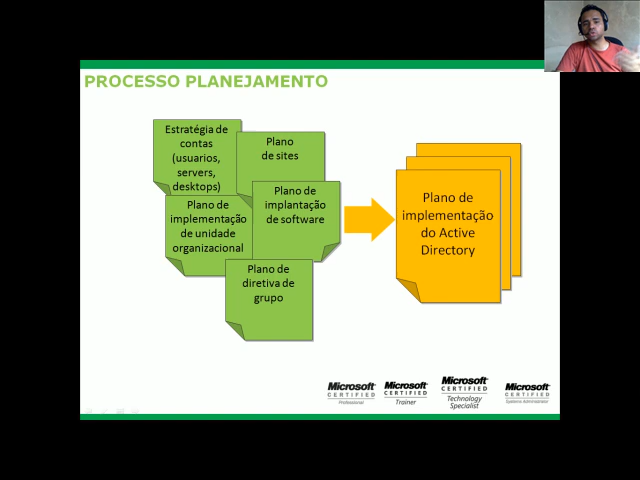 PROCESSO PLANEJAMENTO
Estratégia de
contas
(usuarios,
servers,
desktops)
Plano
de sites
Plano de
implementação
de unidade
organizacional
Plano de
implantação
de software
Plano de
diretiva de
grupo
Plano de
implementação
do Active
Directory
Microsoft
CERTIFIED
Professional
Microsoft
CERTIFIED
Trainer
Microsoft
CERTIFIED
Technology
Specialist
Microsoft
CERTIFIED
Systems Administrator